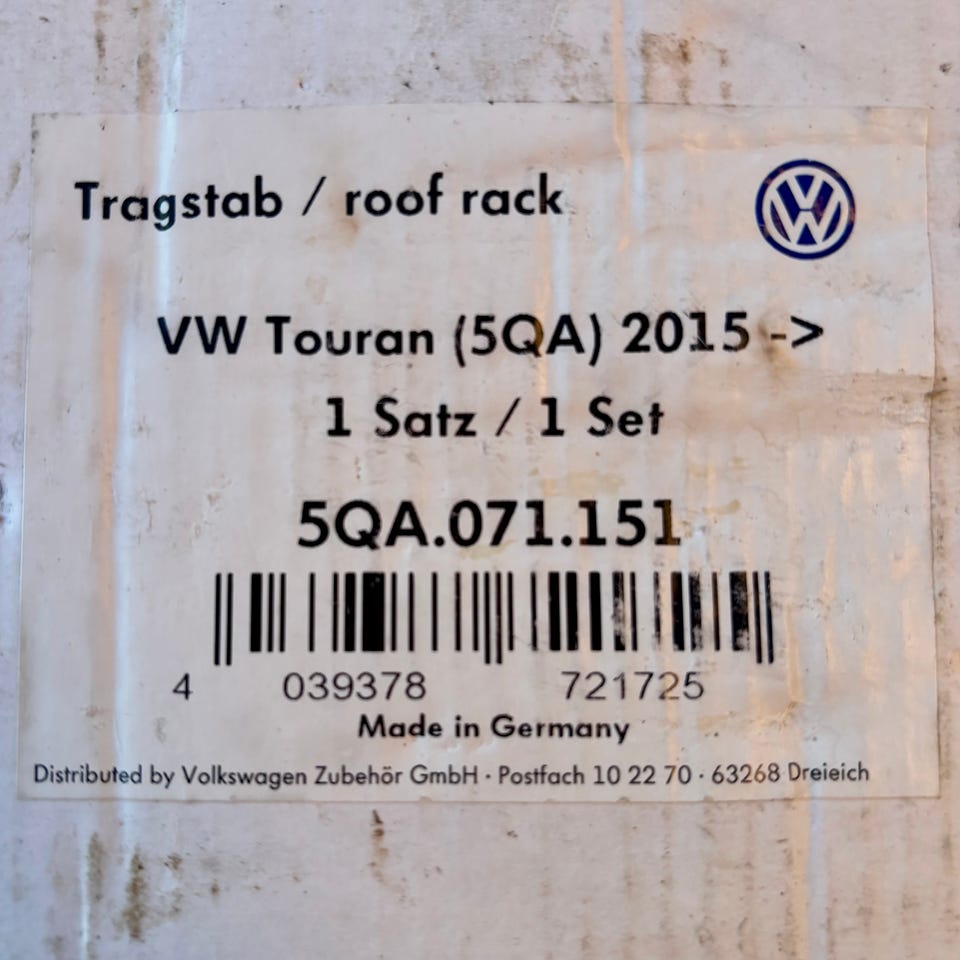 Tragstab / roof rack
VW
VW Touran (5QA) 2015 ->
1 Satz / 1 Set
5QA.071.151
4 039378 721725
Made in Germany
Distributed by Volkswagen Zubehör GmbH · Postfach 10 22 70 · 63268 Dreieich